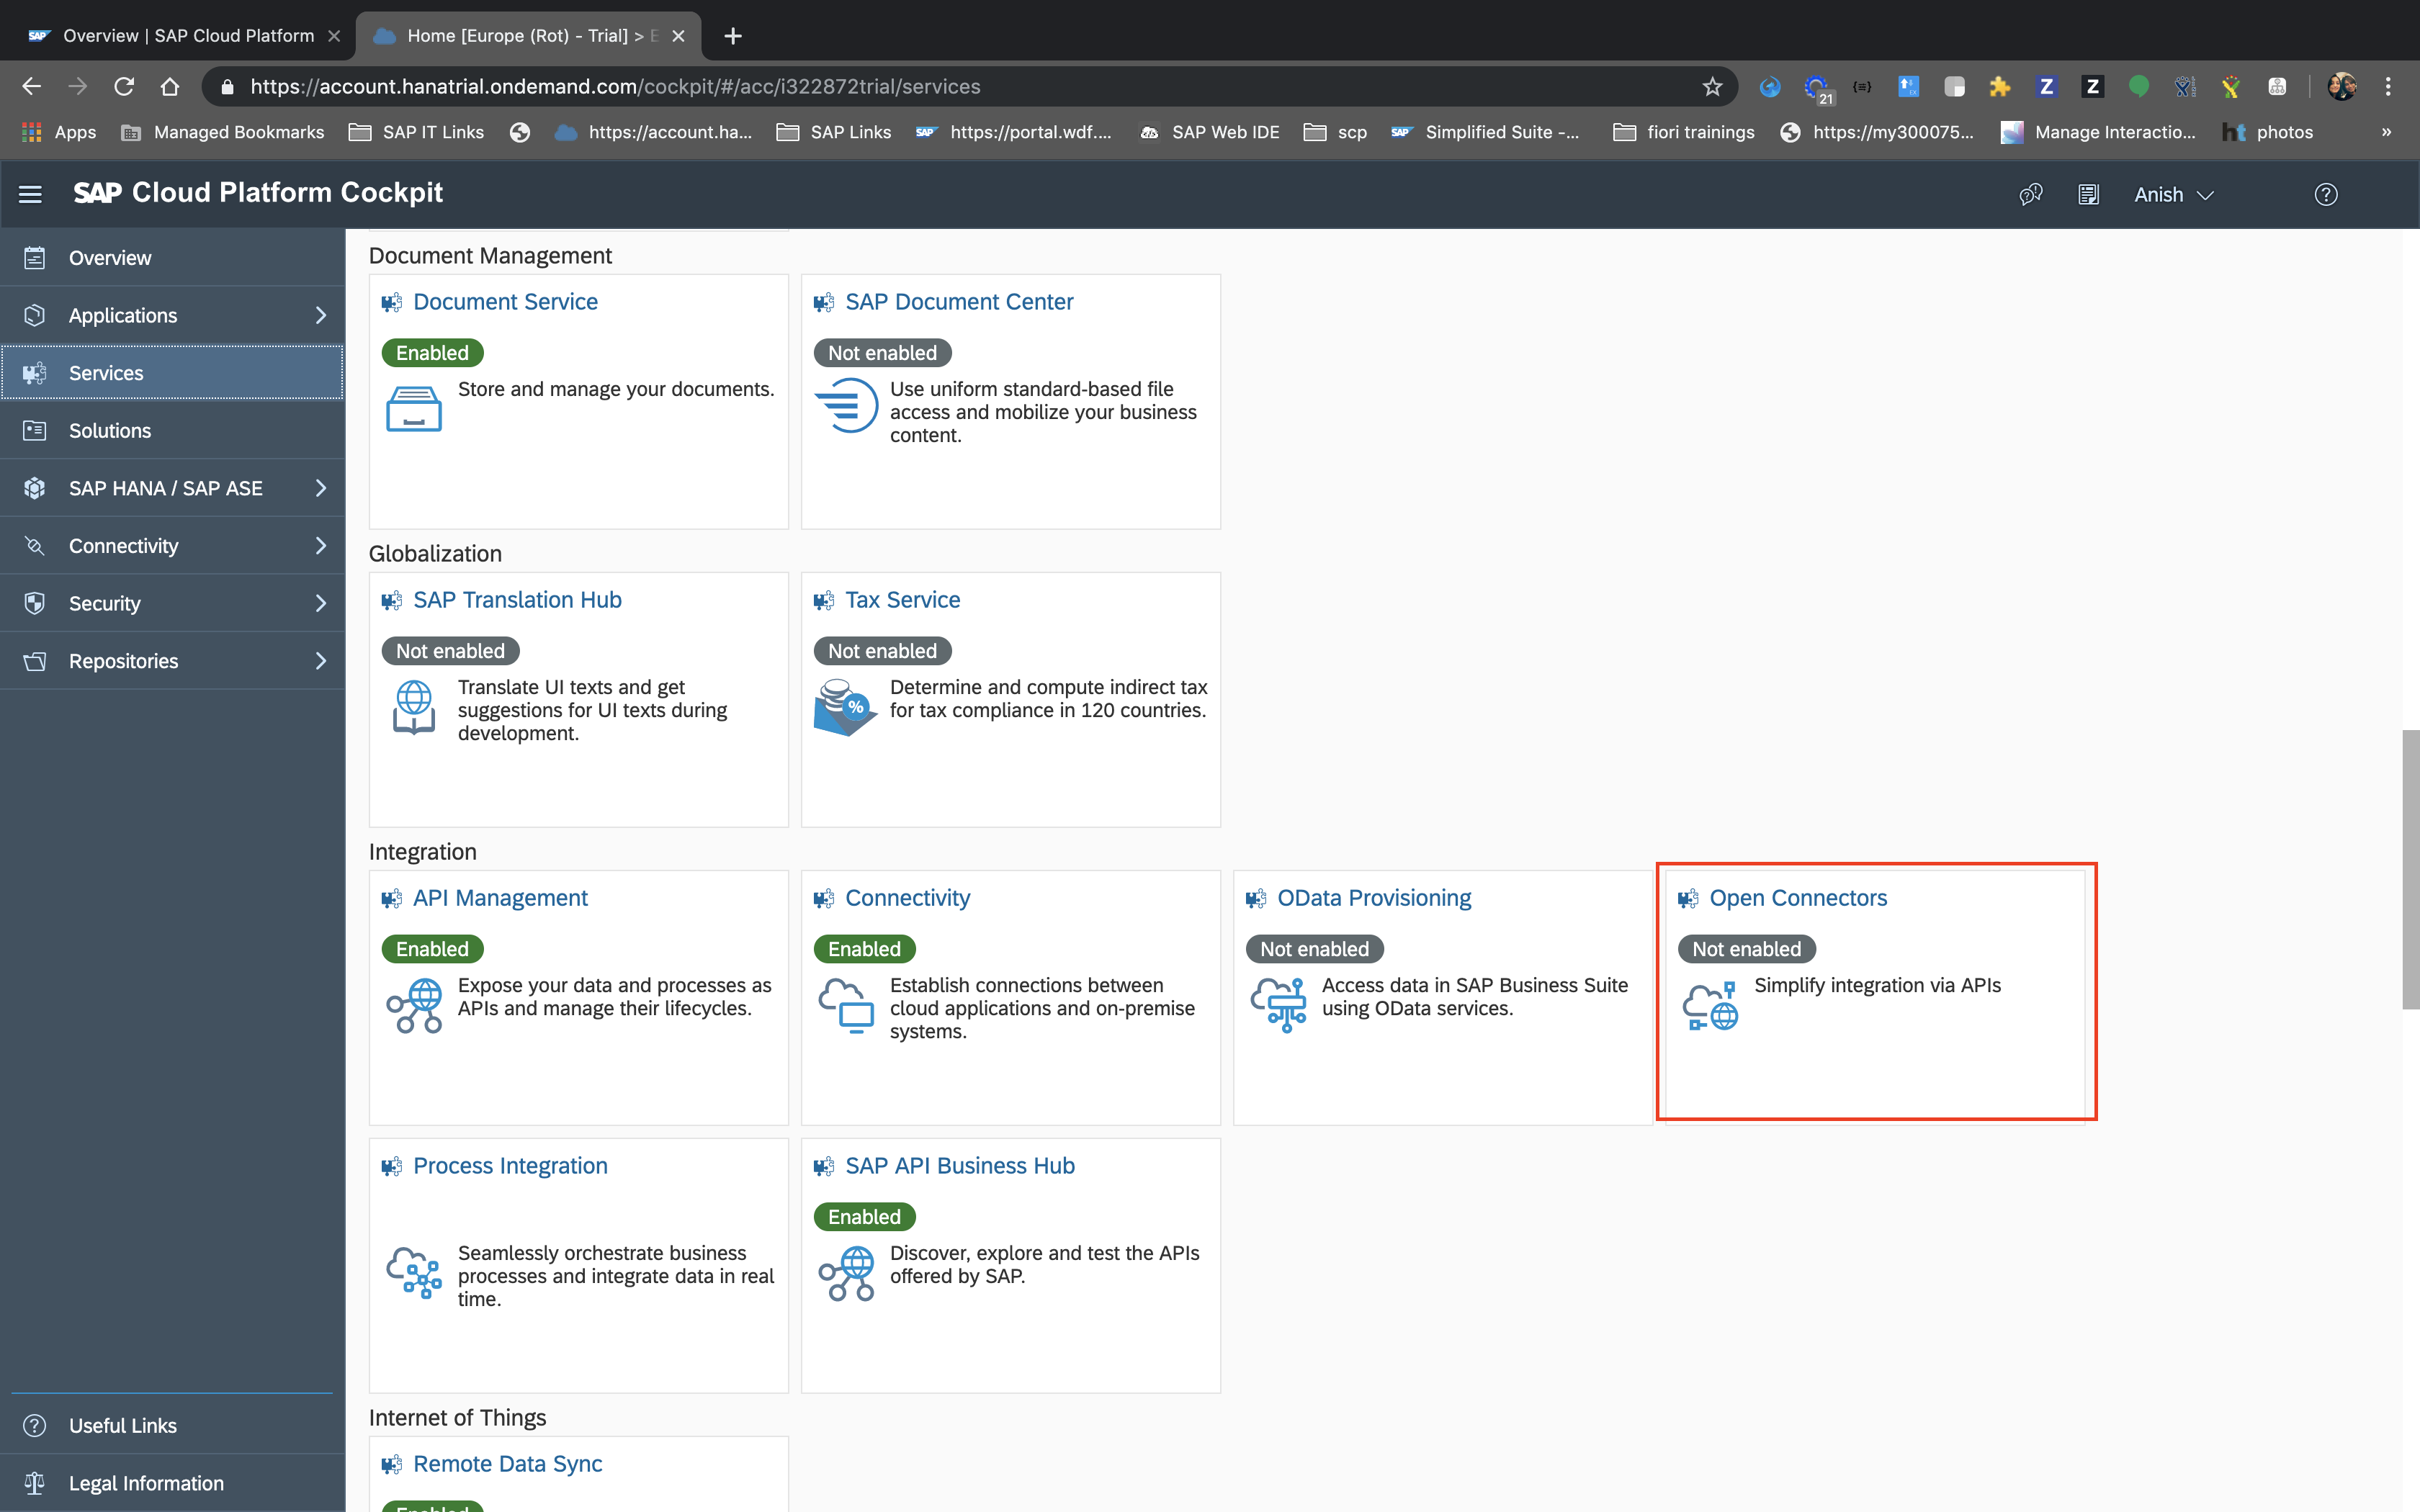 SAP Overview | SAP Cloud Platform
Home [Europe (Rot) - Trial] > E
https://account.hanatrial.ondemand.com/cockpit/#/acc/i322872trial/services
21
Z
Z
Apps
Managed Bookmarks
SAP IT Links
https://account.ha...
SAP Links
SAP https://portal.wdf....
SAP Web IDE
scp
SAP Simplified Suite -...
fiori trainings
https://my300075...
Manage Interactio...
ht photos
»
SAP Cloud Platform Cockpit
Anish
Overview
Applications
Services
Solutions
SAP HANA / SAP ASE
Connectivity
Security
Repositories
Useful Links
Legal Information
Document Management
Document Service
Enabled
Store and manage your documents.
SAP Document Center
Not enabled
Use uniform standard-based file
access and mobilize your business
content.
Globalization
SAP Translation Hub
Not enabled
Translate UI texts and get
suggestions for UI texts during
development.
Tax Service
Not enabled
%
Determine and compute indirect tax
for tax compliance in 120 countries.
Integration
API Management
Enabled
Expose your data and processes as
APIs and manage their lifecycles.
Connectivity
Enabled
Establish connections between
cloud applications and on-premise
systems.
OData Provisioning
Not enabled
Access data in SAP Business Suite
using OData services.
Open Connectors
Not enabled
Simplify integration via APIs
Process Integration
Seamlessly orchestrate business
processes and integrate data in real
time.
SAP API Business Hub
Enabled
Discover, explore and test the APIs
offered by SAP.
Internet of Things
Remote Data Sync
Enabled